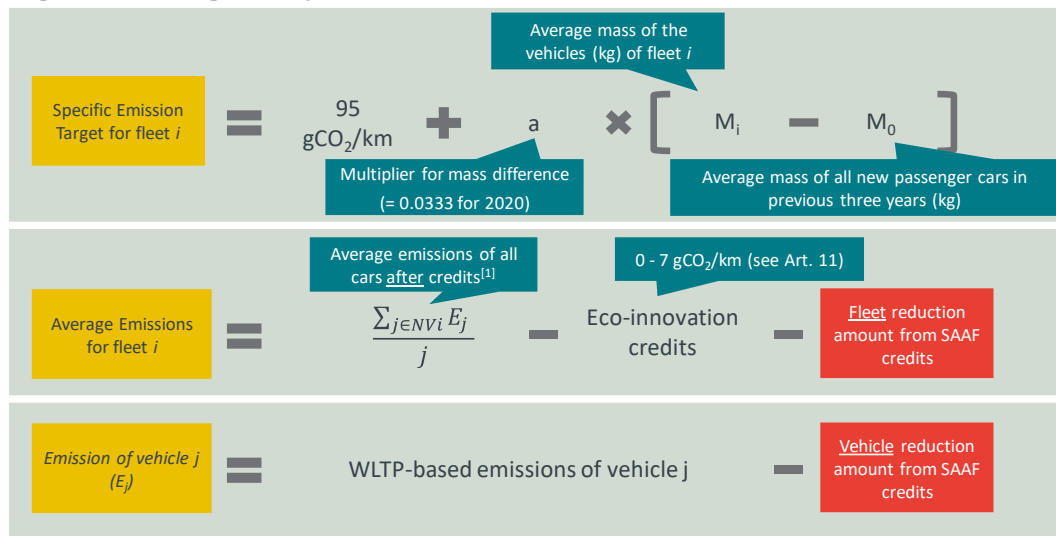 Average mass of the
vehicles (kg) of fleet i
Specific Emission
Target for fleet i
=
95
gCO₂/km
+
a
×
[
Mᵢ
−
M₀
]
Multiplier for mass difference
(= 0.0333 for 2020)
Average mass of all new passenger cars in
previous three years (kg)
Average emissions of all
cars after credits[1]
0 - 7 gCO₂/km (see Art. 11)
Average Emissions
for fleet i
=
∑j∈NVi Ej
j
−
Eco-innovation
credits
−
Fleet reduction
amount from SAAF
credits
Emission of vehicle j
(Ej)
=
WLTP-based emissions of vehicle j
−
Vehicle reduction
amount from SAAF
credits